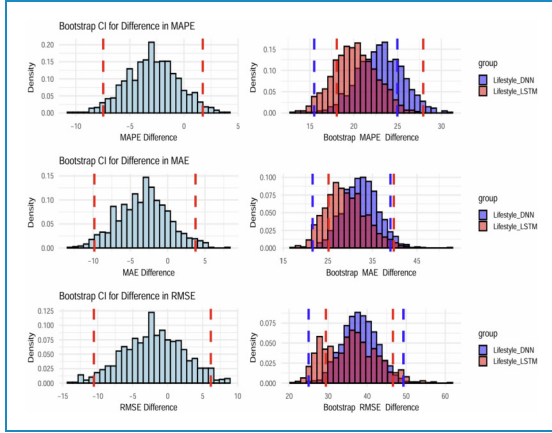 Bootstrap CI for Difference in MAPE
Density
0.20
0.15
0.10
0.05
0.00
-10
-5
0
5
MAPE Difference
Density
0.15
0.10
0.05
0.00
15
20
25
30
Bootstrap MAPE Difference
group
Lifestyle_DNN
Lifestyle_LSTM
Bootstrap CI for Difference in MAE
Density
0.15
0.10
0.05
0.00
-10
-5
0
5
MAE Difference
Density
0.100
0.075
0.050
0.025
0.000
15
25
35
45
Bootstrap MAE Difference
group
Lifestyle_DNN
Lifestyle_LSTM
Bootstrap CI for Difference in RMSE
Density
0.125
0.100
0.075
0.050
0.025
0.000
-15
-10
-5
0
5
10
RMSE Difference
Density
0.075
0.050
0.025
0.00
20
30
40
50
60
Bootstrap RMSE Difference
group
Lifestyle_DNN
Lifestyle_LSTM